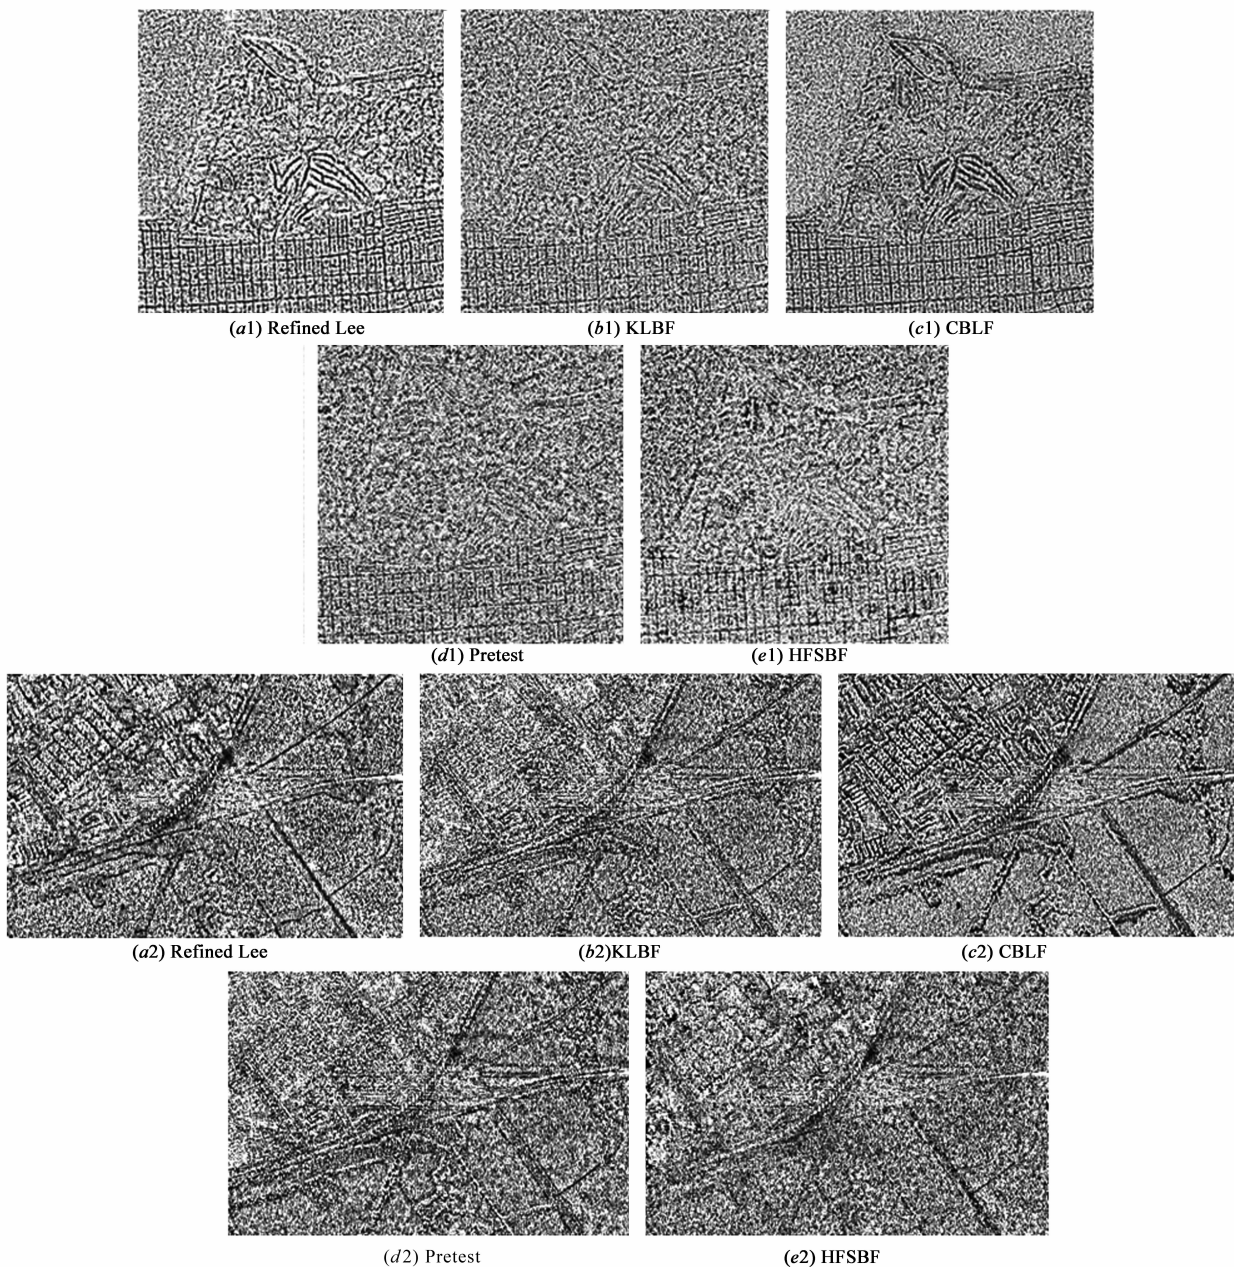 (a1) Refined Lee
(b1) KLBF
(c1) CBLF
(d1) Pretest
(e1) HFSBF
(a2) Refined Lee
(b2)KLBF
(c2) CBLF
(d2) Pretest
(e2) HFSBF